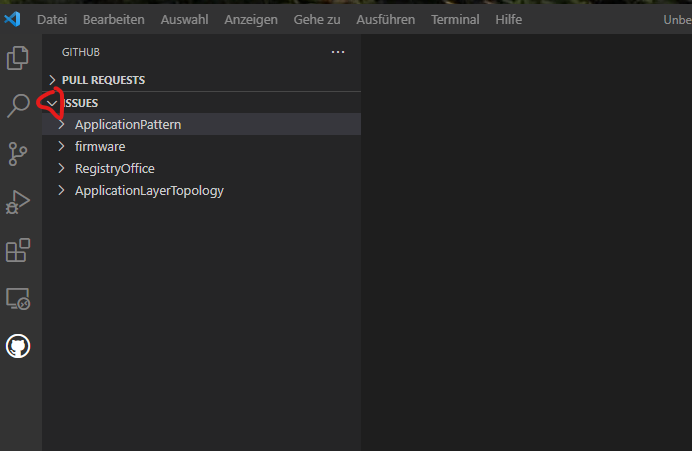 Datei Bearbeiten Auswahl Anzeigen Gehe zu Ausführen Terminal Hilfe Unbe
GITHUB
PULL REQUESTS
ISSUES
ApplicationPattern
firmware
RegistryOffice
ApplicationLayerTopology